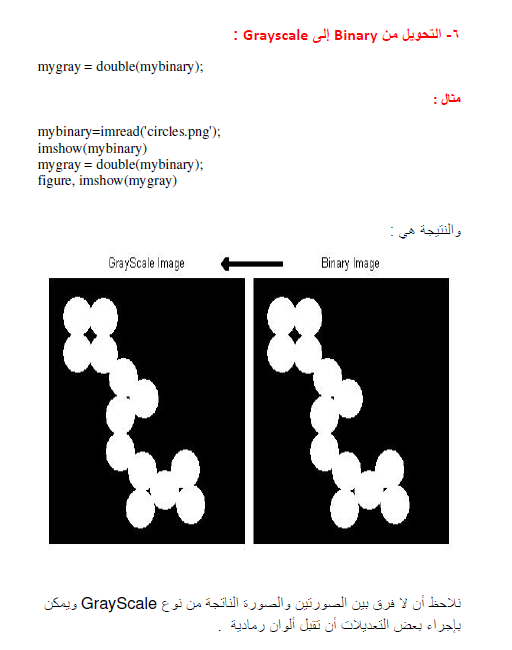 ٦- التحويل من Binary إلى Grayscale :
mygray = double(mybinary);
مثال :
mybinary=imread('circles.png');
imshow(mybinary)
mygray = double(mybinary);
figure, imshow(mygray)
والنتيجة هي :
GrayScale Image
Binary Image
نلاحظ أن لا فرق بين الصورتين والصورة الناتجة من نوع GrayScale ويمكن
بإجراء بعض التعديلات أن تقبل ألوان رمادية .